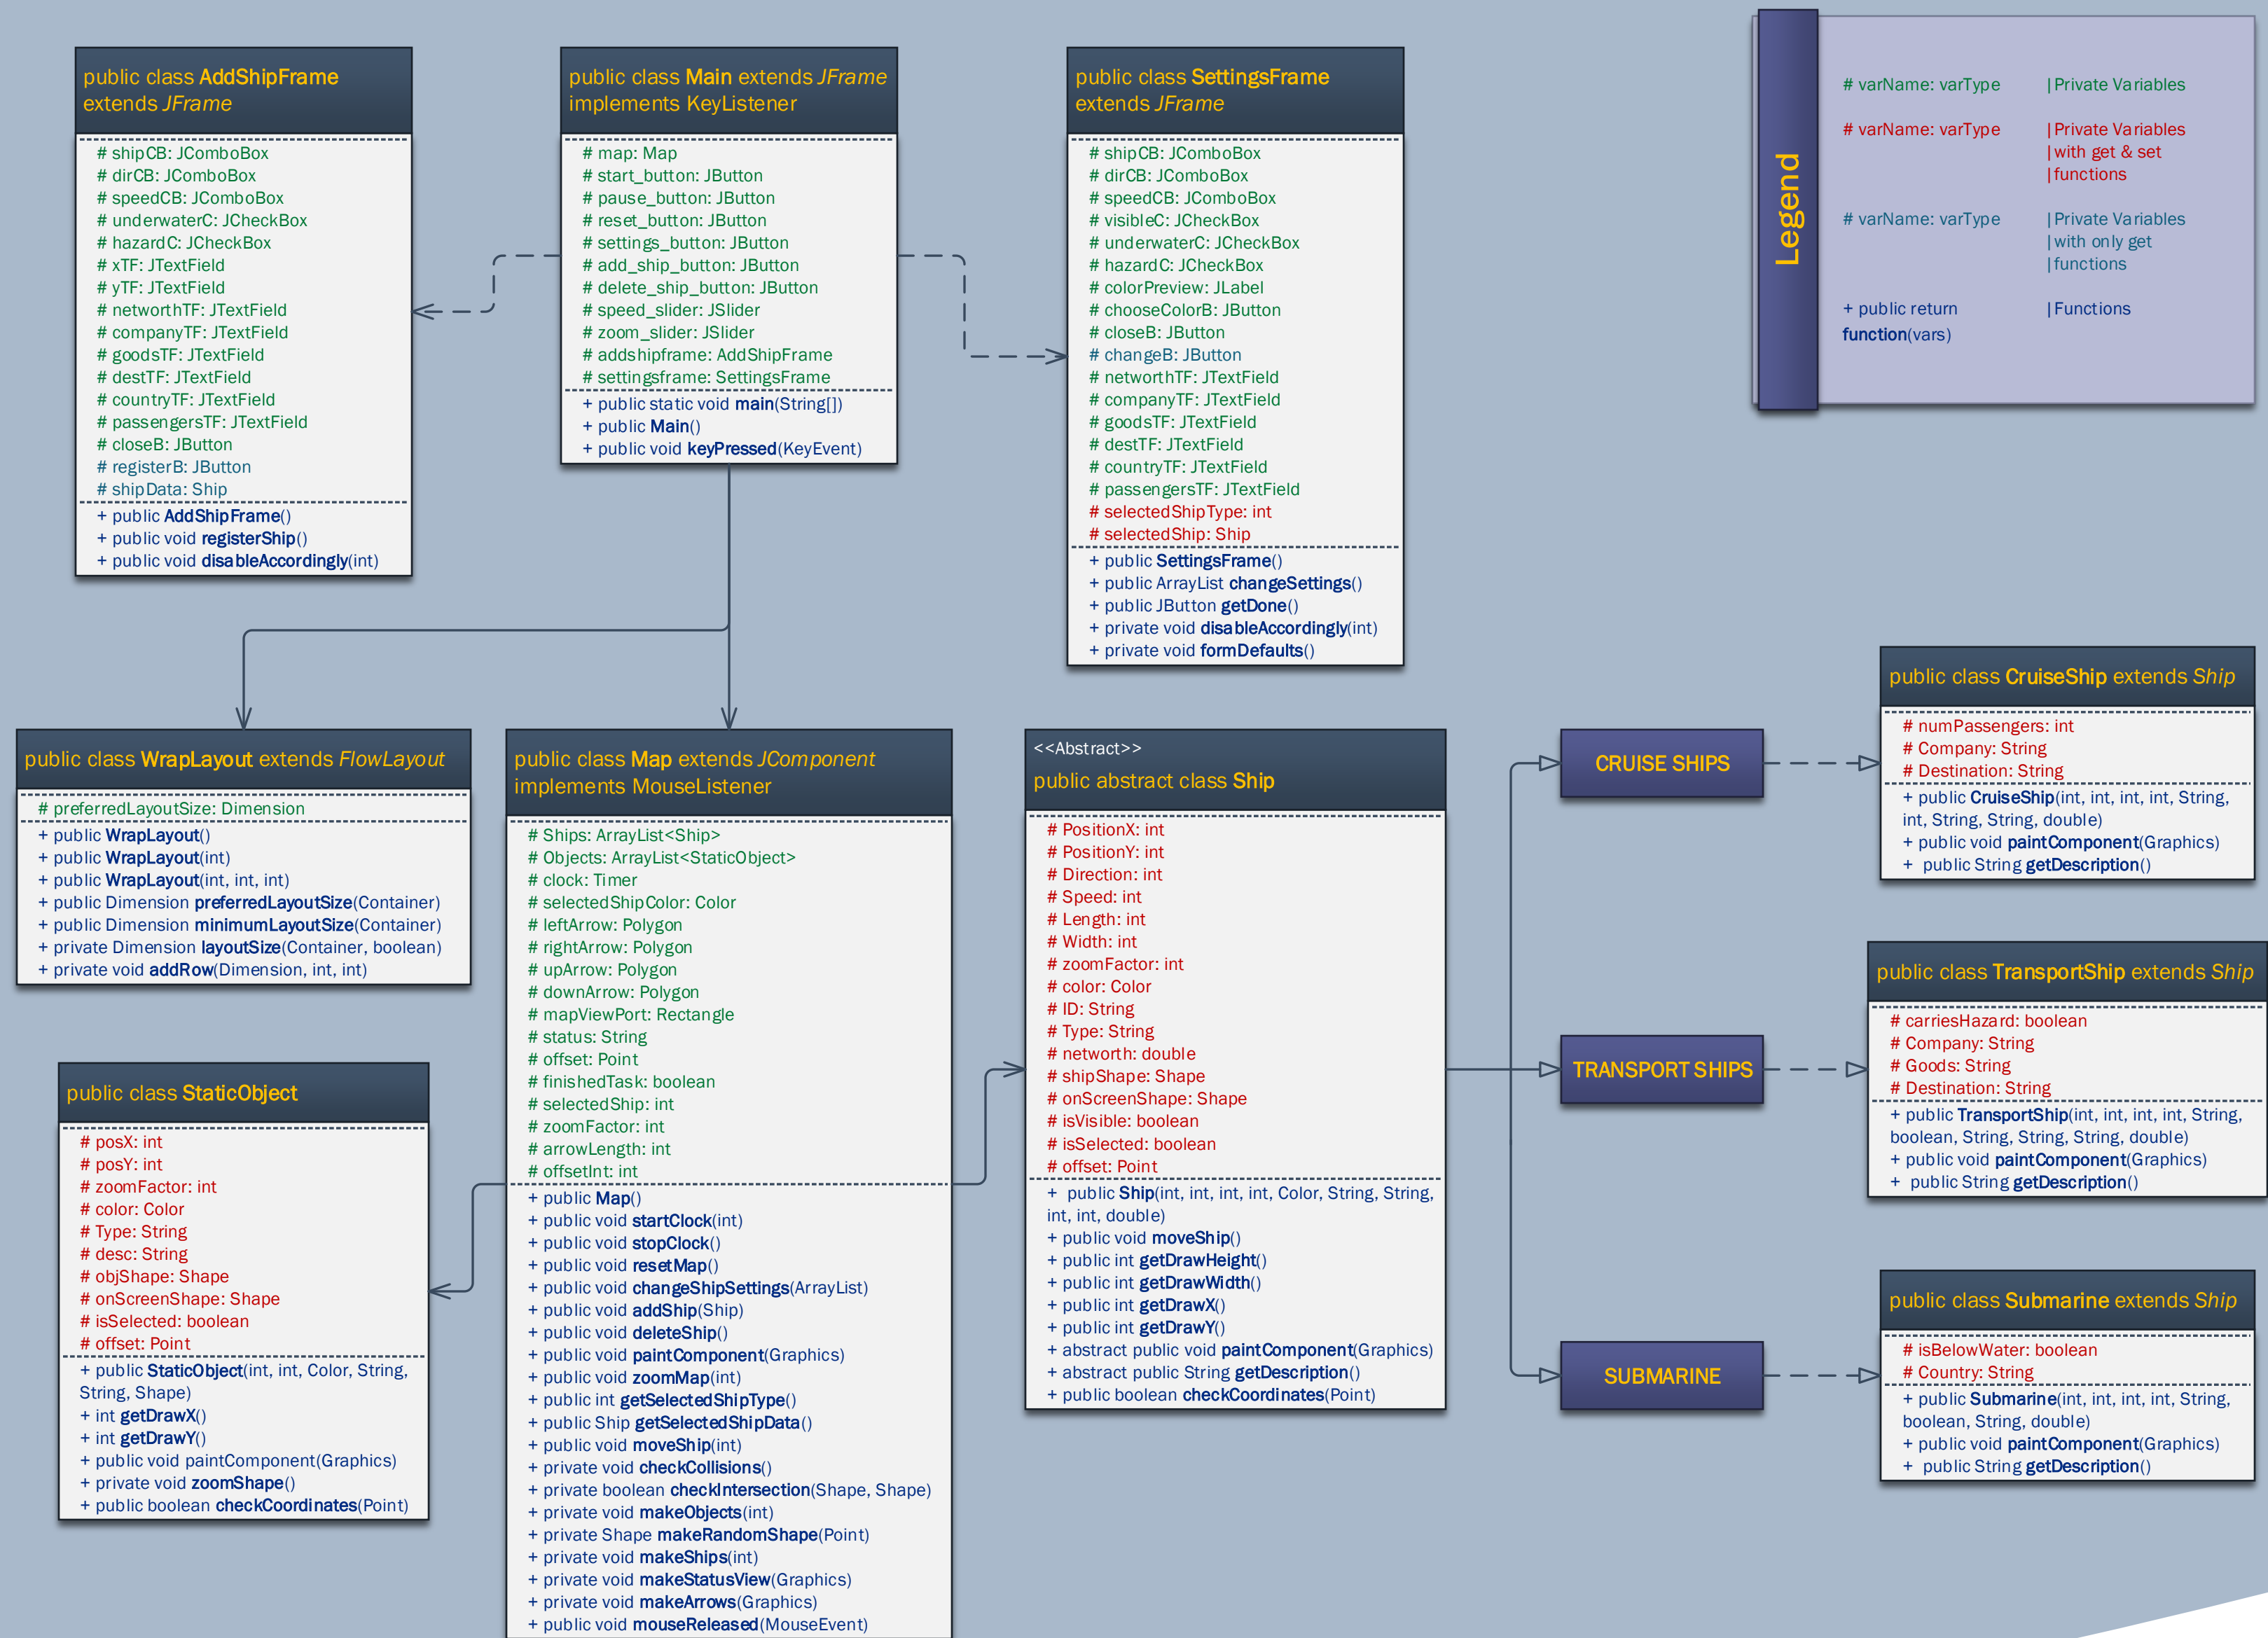 public class AddShipFrame
extends JFrame
# shipCB: JComboBox
# dirCB: JComboBox
# speedCB: JComboBox
# underwaterC: JCheckBox
# hazardC: JCheckBox
# xTF: JTextField
# yTF: JTextField
# networthTF: JTextField
# companyTF: JTextField
# goodsTF: JTextField
# destTF: JTextField
# countryTF: JTextField
# passengersTF: JTextField
# closeB: JButton
# registerB: JButton
# shipData: Ship
+ public AddShipFrame()
+ public void registerShip()
+ public void disableAccordingly(int)
public class Main extends JFrame
implements KeyListener
# map: Map
# start_button: JButton
# pause_button: JButton
# reset_button: JButton
# settings_button: JButton
# add_ship_button: JButton
# delete_ship_button: JButton
# speed_slider: JSlider
# zoom_slider: JSlider
# addshipframe: AddShipFrame
# settingsframe: SettingsFrame
+ public static void main(String[])
+ public Main()
+ public void keyPressed(KeyEvent)
public class SettingsFrame
extends JFrame
# shipCB: JComboBox
# dirCB: JComboBox
# speedCB: JComboBox
# visibleC: JCheckBox
# underwaterC: JCheckBox
# hazardC: JCheckBox
# colorPreview: JLabel
# chooseColorB: JButton
# closeB: JButton
# changeB: JButton
# networthTF: JTextField
# companyTF: JTextField
# goodsTF: JTextField
# destTF: JTextField
# countryTF: JTextField
# passengersTF: JTextField
# selectedShipType: int
# selectedShip: Ship
+ public SettingsFrame()
+ public ArrayList changeSettings()
+ public JButton getDone()
+ private void disableAccordingly(int)
+ private void formDefaults()
Legend
# varName: varType |Private Variables
# varName: varType |Private Variables
|with get & set
|functions
# varName: varType |Private Variables
|with only get
|functions
+ public return |Functions
function(vars)
public class WrapLayout extends FlowLayout
# preferredLayoutSize: Dimension
+ public WrapLayout()
+ public WrapLayout(int)
+ public WrapLayout(int, int, int)
+ public Dimension preferredLayoutSize(Container)
+ public Dimension minimumLayoutSize(Container)
+ private Dimension layoutSize(Container, boolean)
+ private void addRow(Dimension, int, int)
public class StaticObject
# posX: int
# posY: int
# zoomFactor: int
# color: Color
# Type: String
# desc: String
# objShape: Shape
# onScreenShape: Shape
# isSelected: boolean
# offset: Point
+ public StaticObject(int, int, Color, String,
String, Shape)
+ int getDrawX()
+ int getDrawY()
+ public void paintComponent(Graphics)
+ private void zoomShape()
+ public boolean checkCoordinates(Point)
public class Map extends JComponent
implements MouseListener
# Ships: ArrayList<Ship>
# Objects: ArrayList<StaticObject>
# clock: Timer
# selectedShipColor: Color
# leftArrow: Polygon
# rightArrow: Polygon
# upArrow: Polygon
# downArrow: Polygon
# mapViewPort: Rectangle
# status: String
# offset: Point
# finishedTask: boolean
# selectedShip: int
# zoomFactor: int
# arrowLength: int
# offsetInt: int
+ public Map()
+ public void startClock(int)
+ public void stopClock()
+ public void resetMap()
+ public void changeShipSettings(ArrayList)
+ public void addShip(Ship)
+ public void deleteShip()
+ public void paintComponent(Graphics)
+ public void zoomMap(int)
+ public int getSelectedShipType()
+ public Ship getSelectedShipData()
+ public void moveShip(int)
+ private void checkCollisions()
+ private boolean checkIntersection(Shape, Shape)
+ private void makeObjects(int)
+ private Shape makeRandomShape(Point)
+ private void makeShips(int)
+ private void makeStatusView(Graphics)
+ private void makeArrows(Graphics)
+ public void mouseReleased(MouseEvent)
<<Abstract>>
public abstract class Ship
# PositionX: int
# PositionY: int
# Direction: int
# Speed: int
# Length: int
# Width: int
# zoomFactor: int
# color: Color
# ID: String
# Type: String
# networth: double
# shipShape: Shape
# onScreenShape: Shape
# isVisible: boolean
# isSelected: boolean
# offset: Point
+ public Ship(int, int, int, int, Color, String, String,
int, int, double)
+ public void moveShip()
+ public int getDrawHeight()
+ public int getDrawWidth()
+ public int getDrawX()
+ public int getDrawY()
+ abstract public void paintComponent(Graphics)
+ abstract public String getDescription()
+ public boolean checkCoordinates(Point)
CRUISE SHIPS
TRANSPORT SHIPS
SUBMARINE
public class CruiseShip extends Ship
# numPassengers: int
# Company: String
# Destination: String
+ public CruiseShip(int, int, int, int, String,
int, String, String, double)
+ public void paintComponent(Graphics)
+ public String getDescription()
public class TransportShip extends Ship
# carriesHazard: boolean
# Company: String
# Goods: String
# Destination: String
+ public TransportShip(int, int, int, int, String,
boolean, String, String, String, double)
+ public void paintComponent(Graphics)
+ public String getDescription()
public class Submarine extends Ship
# isBelowWater: boolean
# Country: String
+ public Submarine(int, int, int, int, String,
boolean, String, double)
+ public void paintComponent(Graphics)
+ public String getDescription()